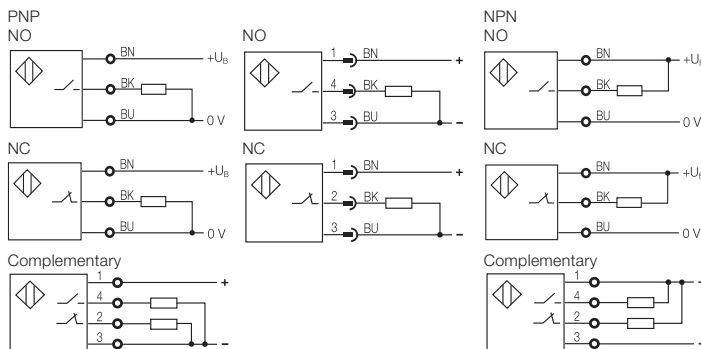 PNP
NO
BN
+UB
BK
BU
0 V
NO
1 BN
+
4 BK
3 BU
-
NPN
NO
BN
+U
BK
BU
0 V
NC
BN
+UB
BK
BU
0 V
NC
1 BN
+
2 BK
3 BU
-
NC
BN
+UB
BK
BU
0 V
Complementary
1
+
4
2
3
-
Complementary
1
4
2
3